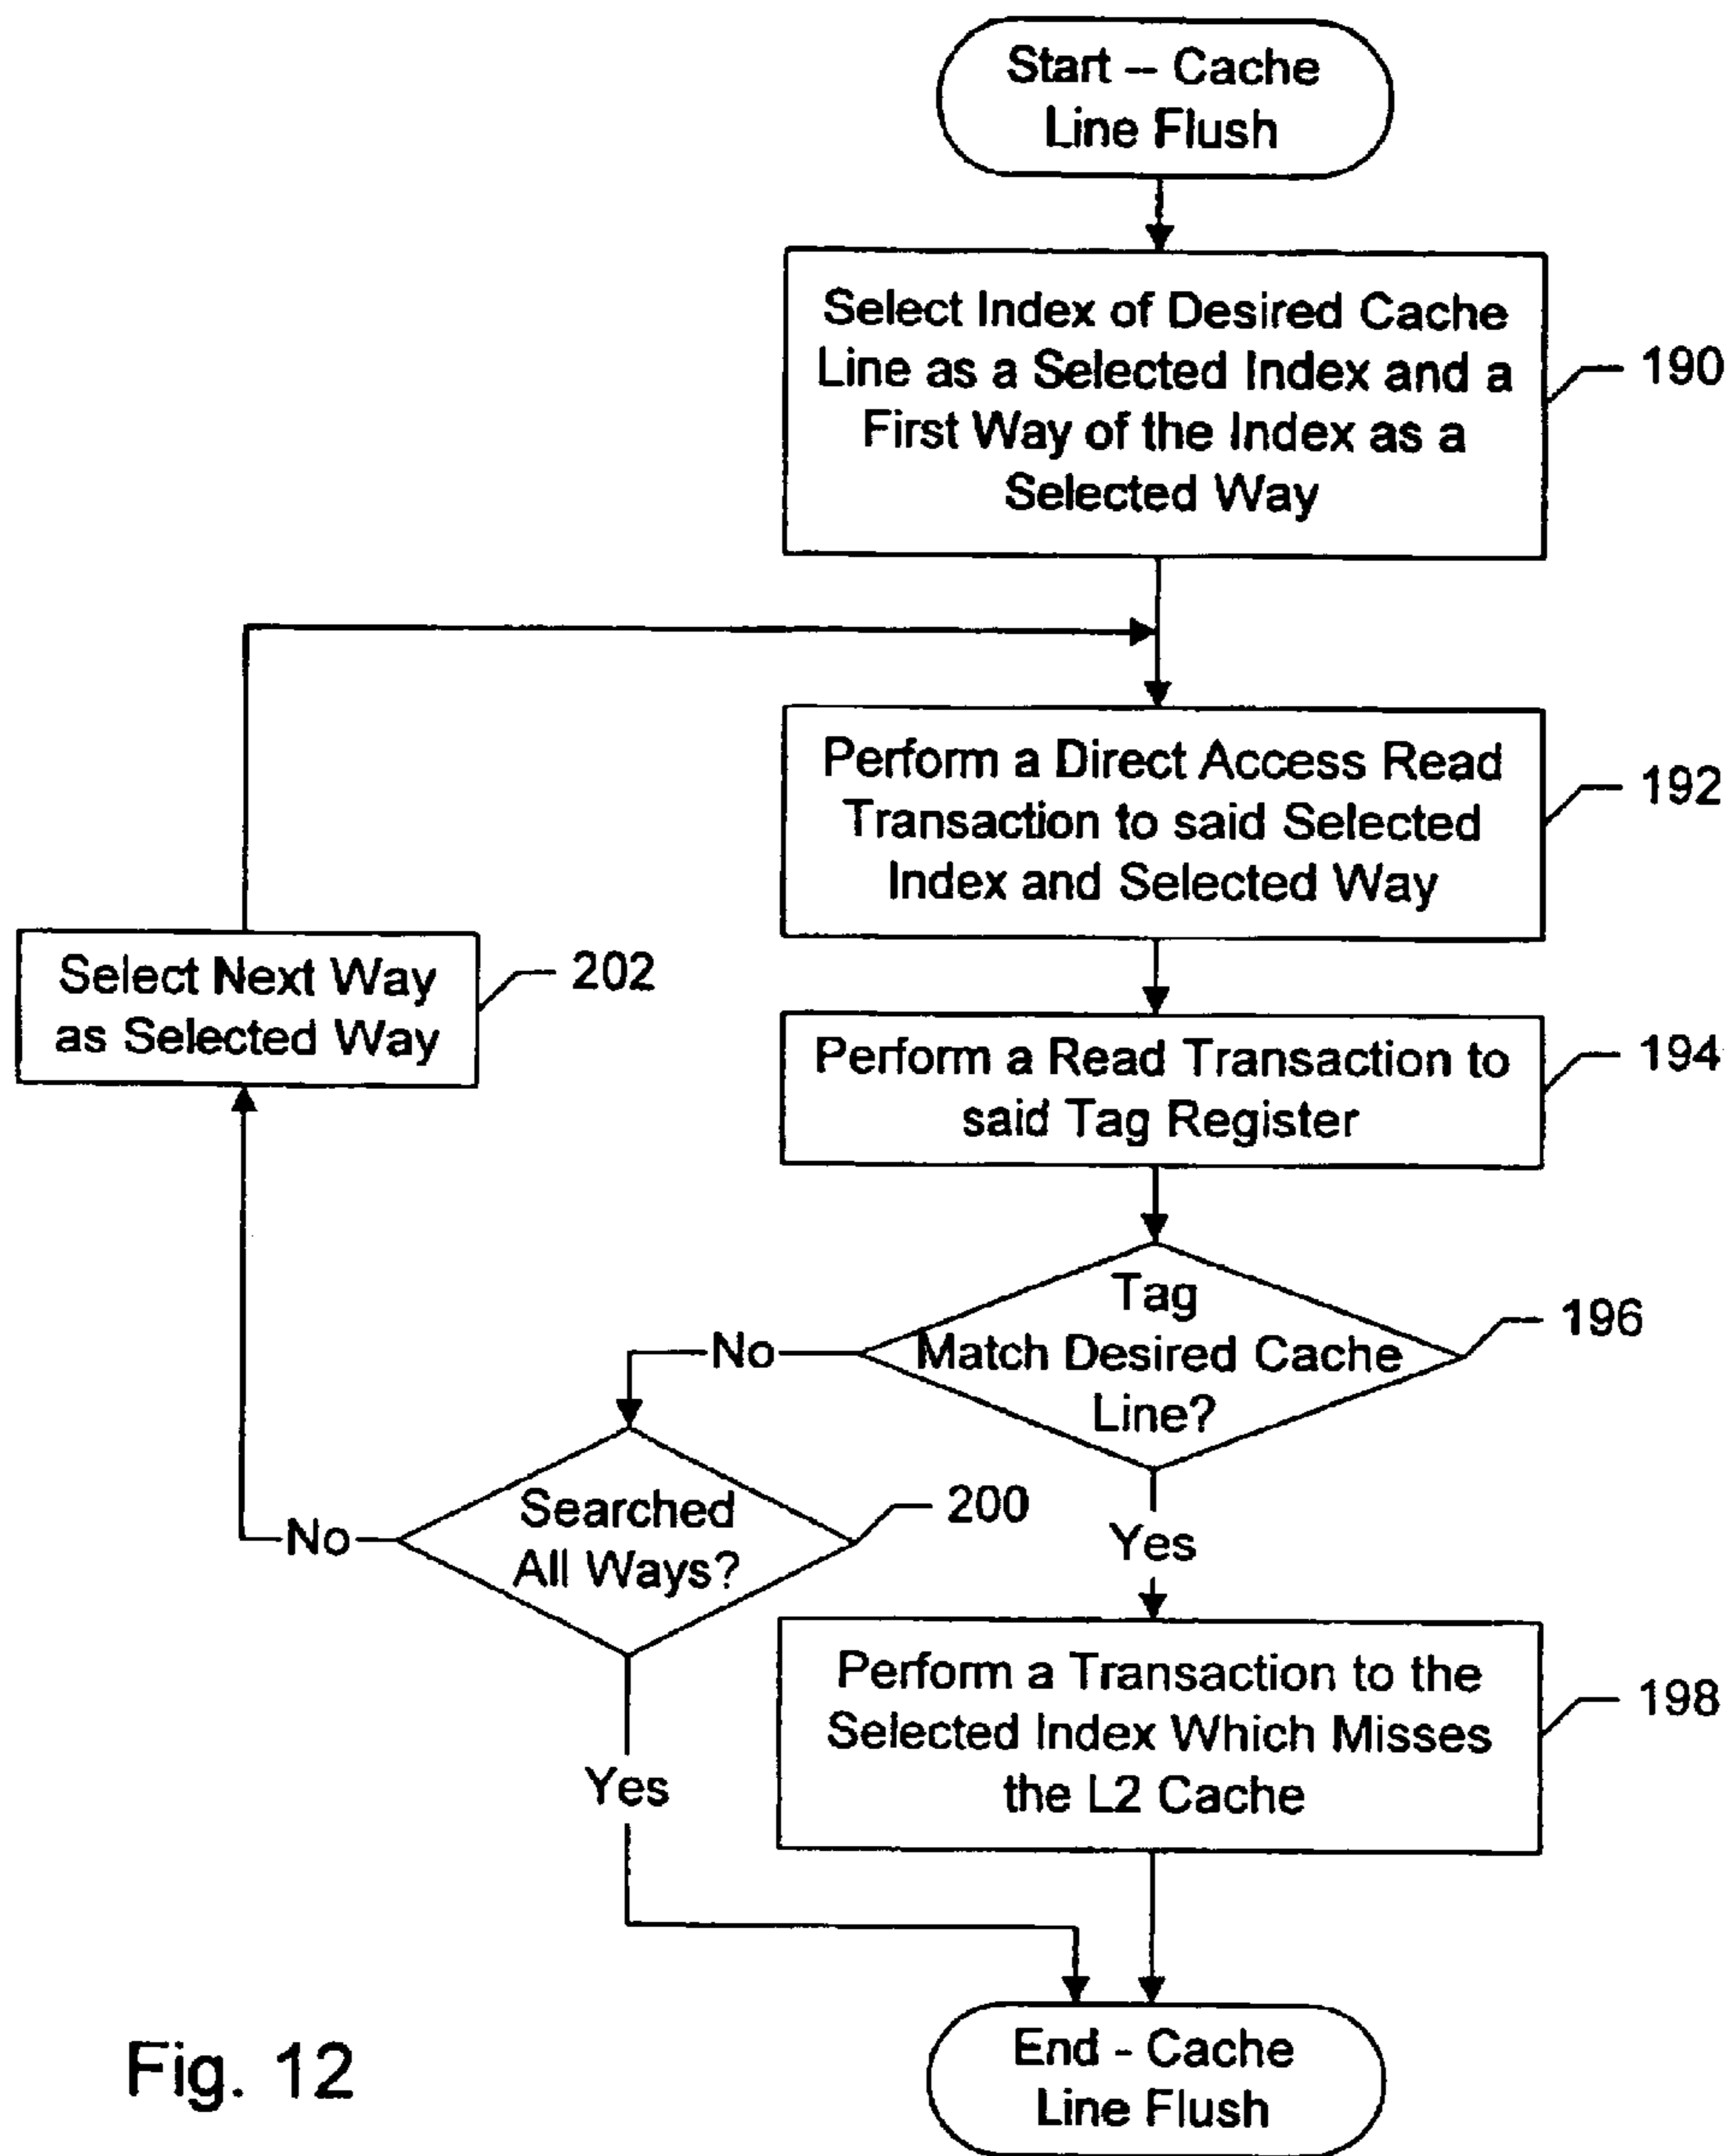 Start -- Cache
Line Flush
Select Index of Desired Cache
Line as a Selected Index and a
First Way of the Index as a
Selected Way
190
Perform a Direct Access Read
Transaction to said Selected
Index and Selected Way
192
Select Next Way
as Selected Way
202
Perform a Read Transaction to
said Tag Register
194
Tag
Match Desired Cache
Line?
196
No
Searched
All Ways?
200
No
Yes
Perform a Transaction to the
Selected Index Which Misses
the L2 Cache
198
Yes
End - Cache
Line Flush
Fig. 12